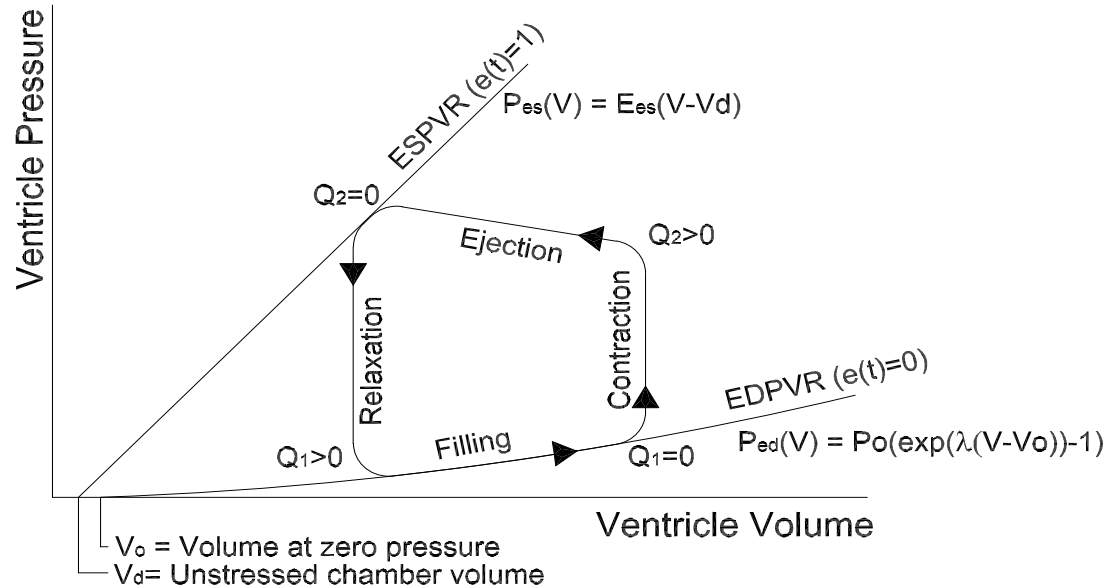 Ventricle Pressure
ESPVR (e(t)=1)
Pes(V) = Ees(V-Vd)
Q2=0
Ejection
Q2>0
Relaxation
Contraction
EDPVR (e(t)=0)
Ped(V) = Po(exp(λ(V-Vo))-1)
Q1>0
Filling
Q1=0
Ventricle Volume
Vo = Volume at zero pressure
Vd= Unstressed chamber volume